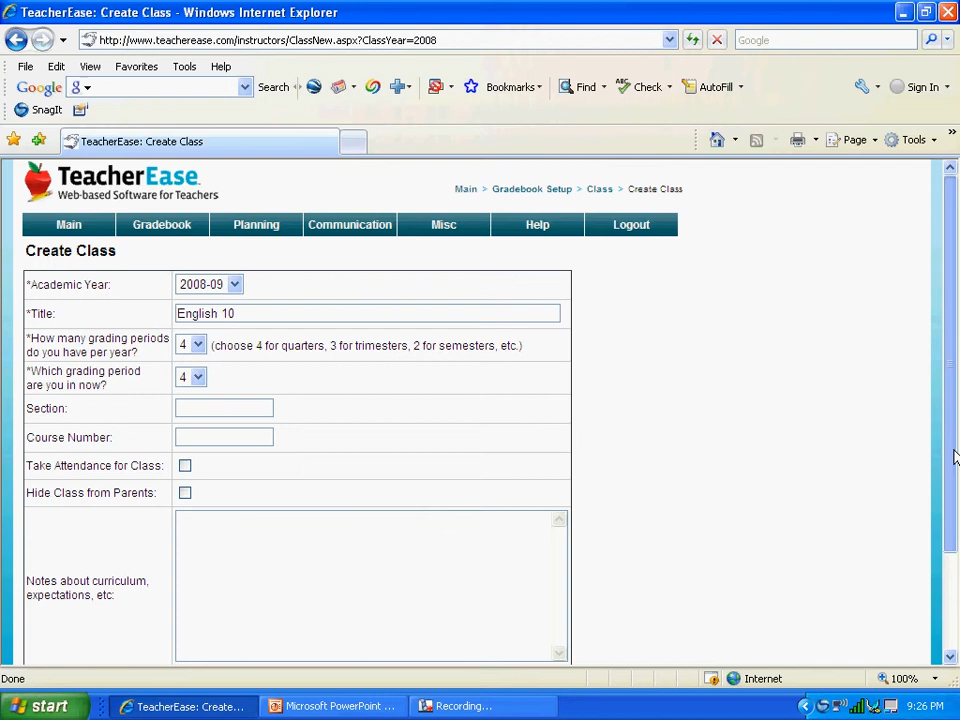 TeacherEase: Create Class - Windows Internet Explorer
http://www.teacherease.com/instructors/ClassNew.aspx?ClassYear=2008
Google
File Edit View Favorites Tools Help
Google g Search Bookmarks Find Check AutoFill Sign In
SnagIt
TeacherEase: Create Class
Page Tools
TeacherEase
Web-based Software for Teachers
Main > Gradebook Setup > Class > Create Class
Main Gradebook Planning Communication Misc Help Logout
Create Class
*Academic Year: 2008-09
*Title: English 10
*How many grading periods
do you have per year? 4 (choose 4 for quarters, 3 for trimesters, 2 for semesters, etc.)
*Which grading period
are you in now? 4
Section:
Course Number:
Take Attendance for Class:
Hide Class from Parents:
Notes about curriculum,
expectations, etc:
Done Internet 100%
start TeacherEase: Create... Microsoft PowerPoint ... Recording... 9:26 PM